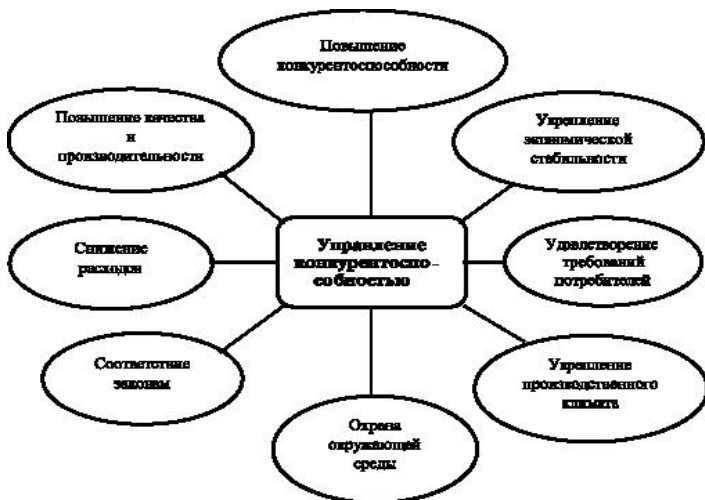 Повышение
конкурентоспособности
Повышение качества
и
производительности
Укрепление
экономической
стабильности
Снижение
расходов
Управление
конкурентоспо-
собностью
Удовлетворение
требований
потребителей
Соответствие
законам
Укрепление
производственного
климата
Охрана
окружающей
среды